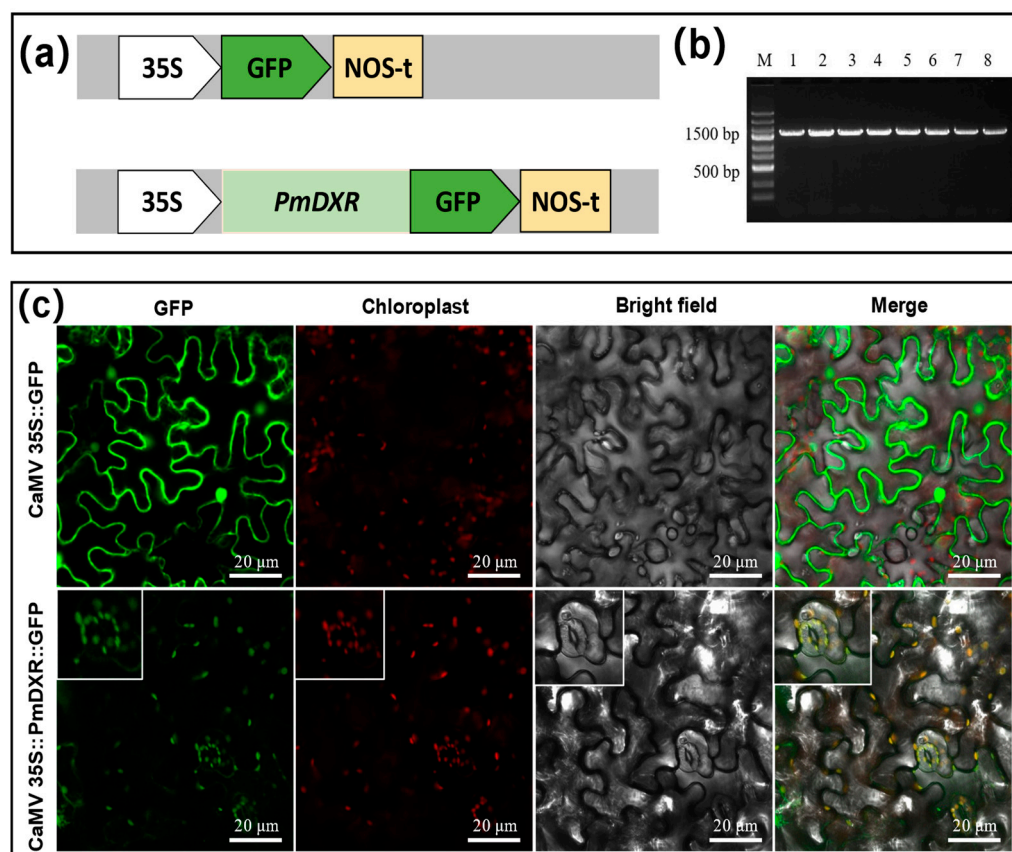 (a)
35S GFP NOS-t
35S PmDXR GFP NOS-t
(b)
M 1 2 3 4 5 6 7 8
1500 bp
500 bp
(c)
GFP Chloroplast Bright field Merge
CaMV 35S::GFP
20 μm 20 μm 20 μm 20 μm
CaMV 35S:: PmDXR::GFP
20 μm 20 μm 20 μm 20 μm